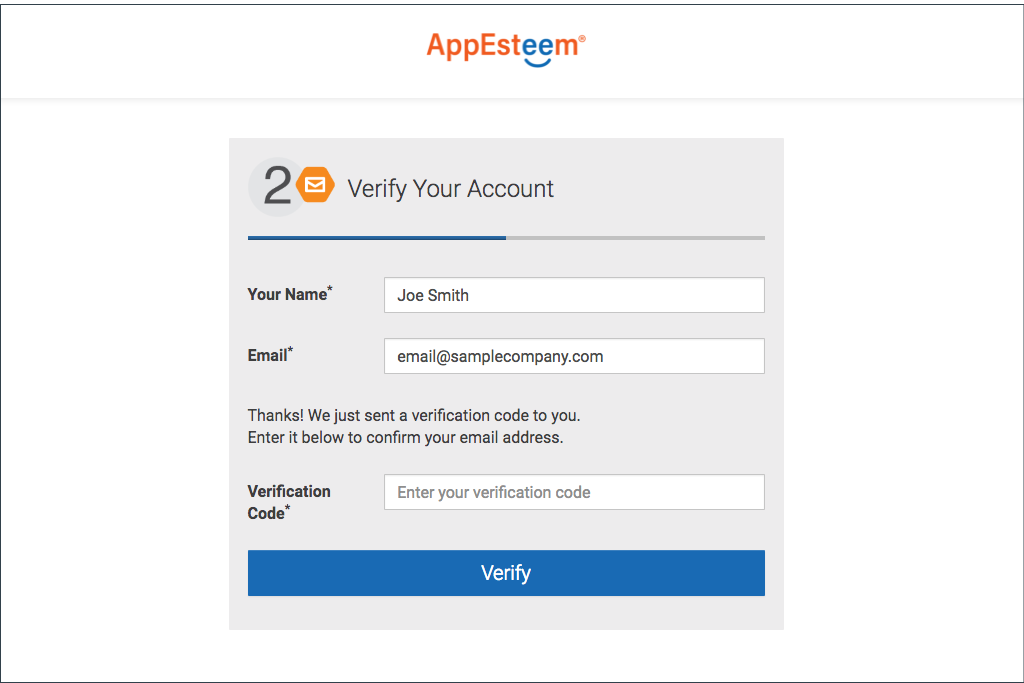 AppEsteem®
2 Verify Your Account
Your Name* Joe Smith
Email* email@samplecompany.com
Thanks! We just sent a verification code to you.
Enter it below to confirm your email address.
Verification
Code* Enter your verification code
Verify